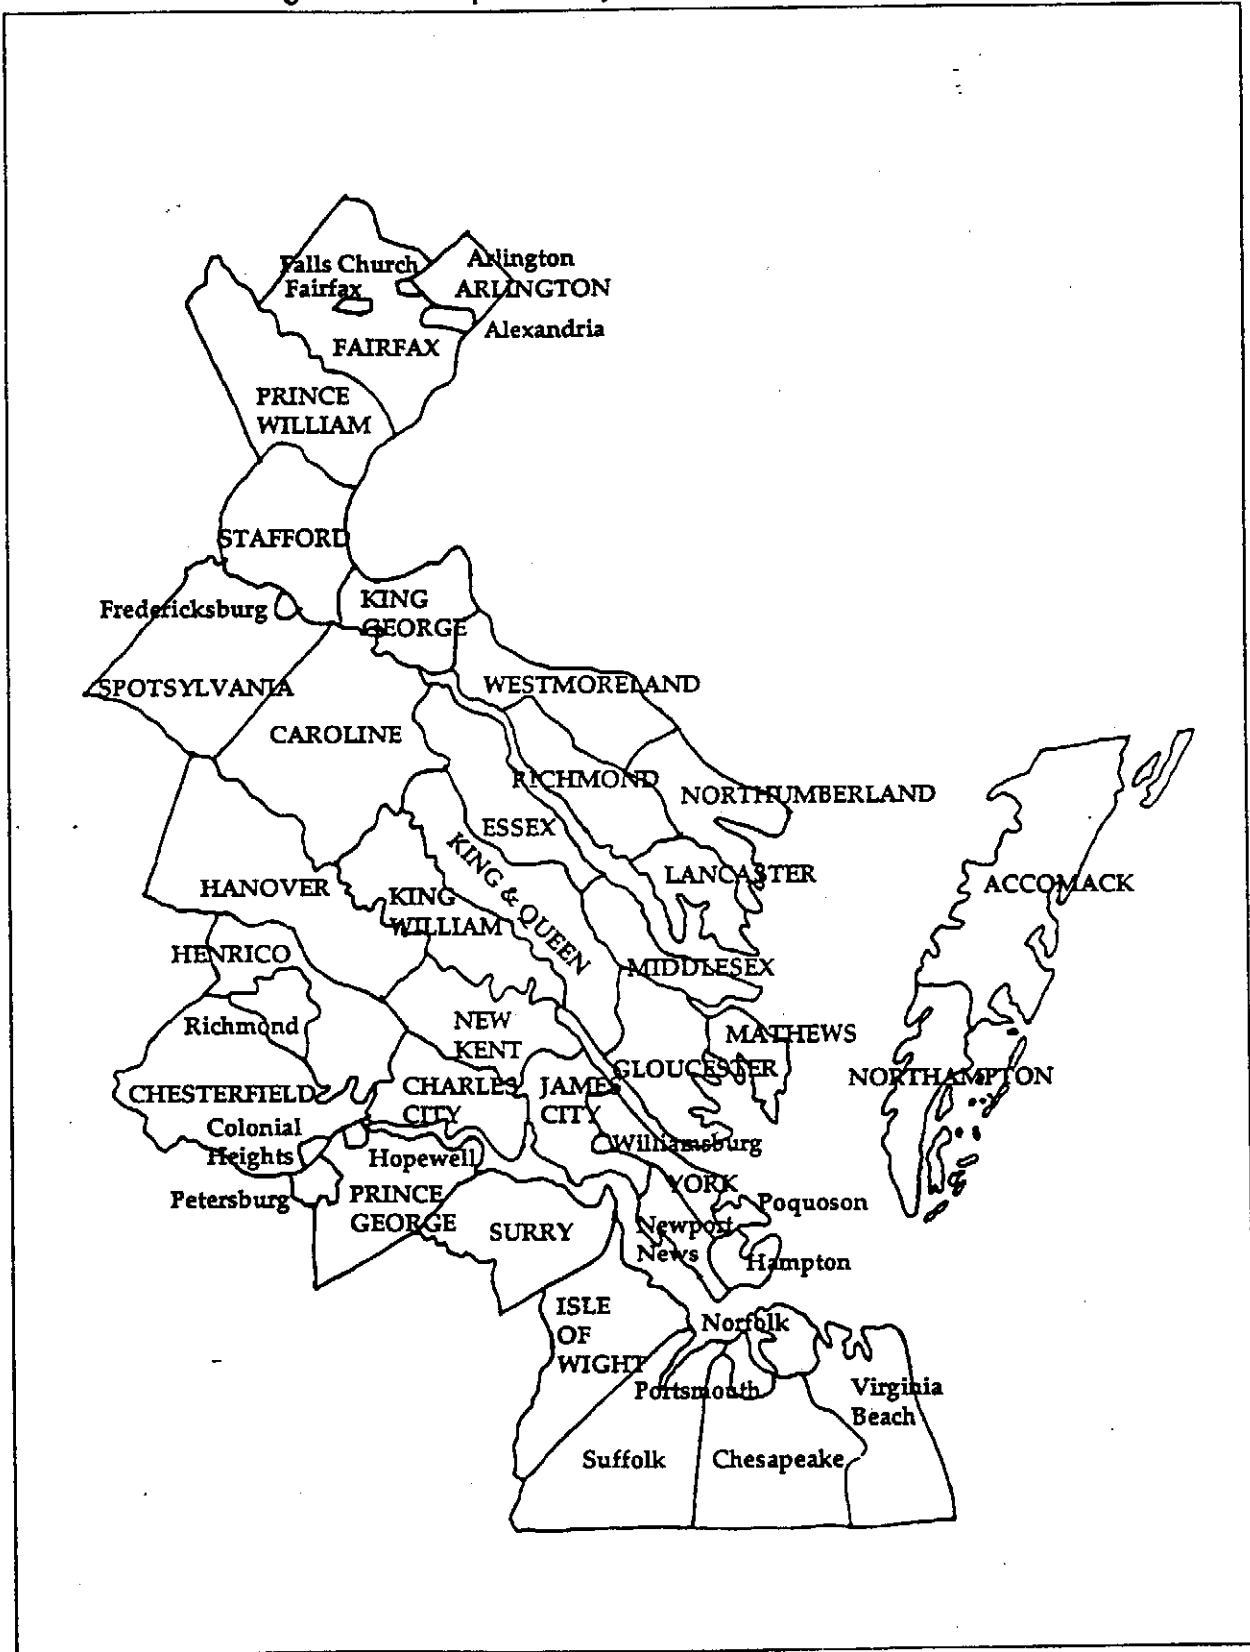 Falls Church
Arlington
Fairfax
ARLINGTON
Alexandria
FAIRFAX
PRINCE
WILLIAM
STAFFORD
Fredericksburg
KING
GEORGE
SPOTSYLVANIA
WESTMORELAND
CAROLINE
RICHMOND
NORTHUMBERLAND
ESSEX
KING & QUEEN
LANCASTER
ACCOMACK
HANOVER
KING
WILLIAM
HENRICO
MIDDLESEX
Richmond
NEW
KENT
MATHEWS
GLOUCESTER
NORTHAMPTON
CHESTERFIELD
CHARLES
CITY
JAMES
CITY
Colonial
Heights
Hopewell
Williamsburg
Petersburg
PRINCE
GEORGE
YORK
Poquoson
SURRY
Newport
News
Hampton
ISLE
OF
WIGHT
Norfolk
Portsmouth
Virginia
Beach
Suffolk
Chesapeake